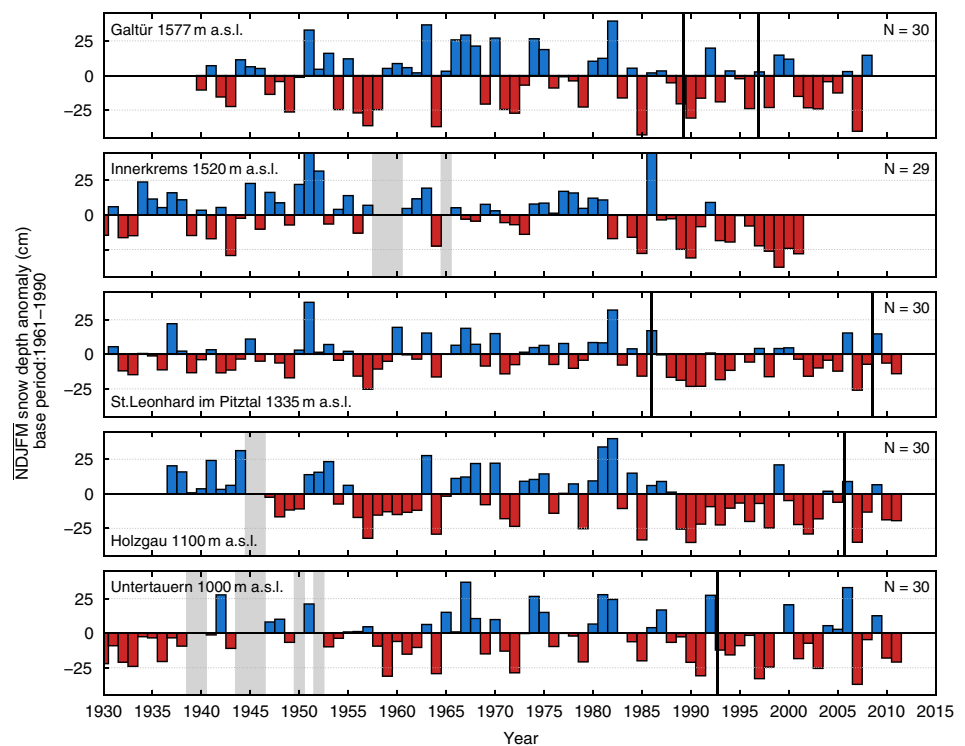 Galtür 1577 m a.s.l.
N = 30
25
0
−25
Innerkrems 1520 m a.s.l.
N = 29
25
0
St.Leonhard im Pitztal 1335 m a.s.l.
N = 30
25
0
−25
Holzgau 1100 m a.s.l.
N = 30
25
0
−25
Untertauern 1000 m a.s.l.
N = 30
25
0
−25
NDJFM snow depth anomaly (cm)
base period:1961–1990
1930 1935 1940 1945 1950 1955 1960 1965 1970 1975 1980 1985 1990 1995 2000 2005 2010 2015
Year